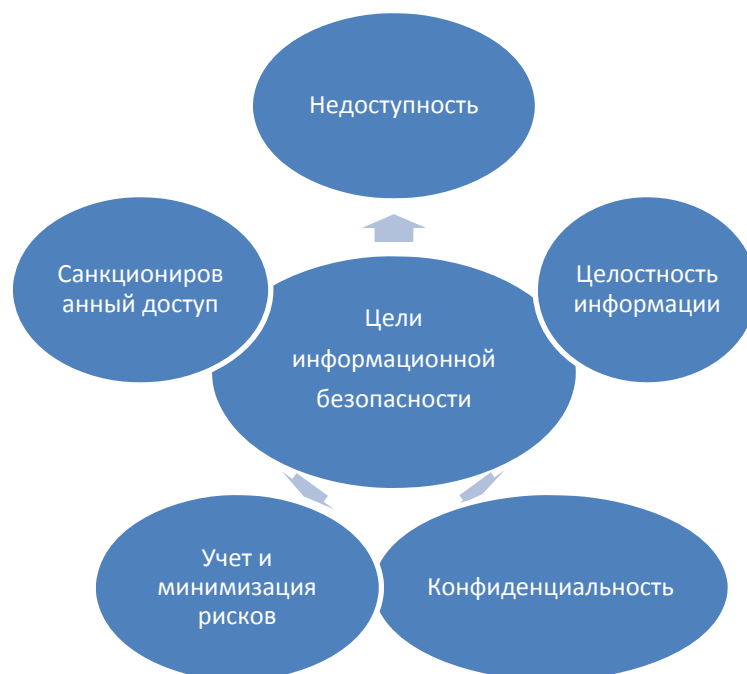 Недоступность
Санкциониров
анный доступ
Целостность
информации
Цели
информационной
безопасности
Учет и
минимизация
рисков
Конфиденциальность